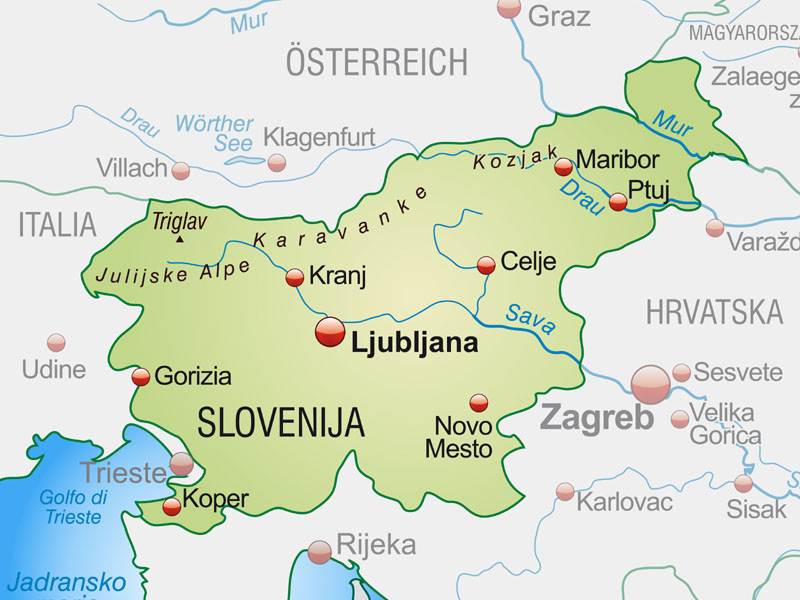 Graz
Mur
MAGYARORSZ
ÖSTERREICH
Zalaege
Z
Drau
Wörther
See
Klagenfurt
Mur
Villach
Kozjak
Maribor
Drau
Ptuj
ITALIA
Triglav
Karavanke
Varažd
Julijske Alpe
Kranj
Celje
HRVATSKA
Sava
Ljubljana
Udine
Gorizia
Sesvete
SLOVENIJA
Novo
Mesto
Zagreb
Velika
Gorica
Trieste
Golfo di
Trieste
Koper
Karlovac
Sisak
S
Rijeka
Jadransko